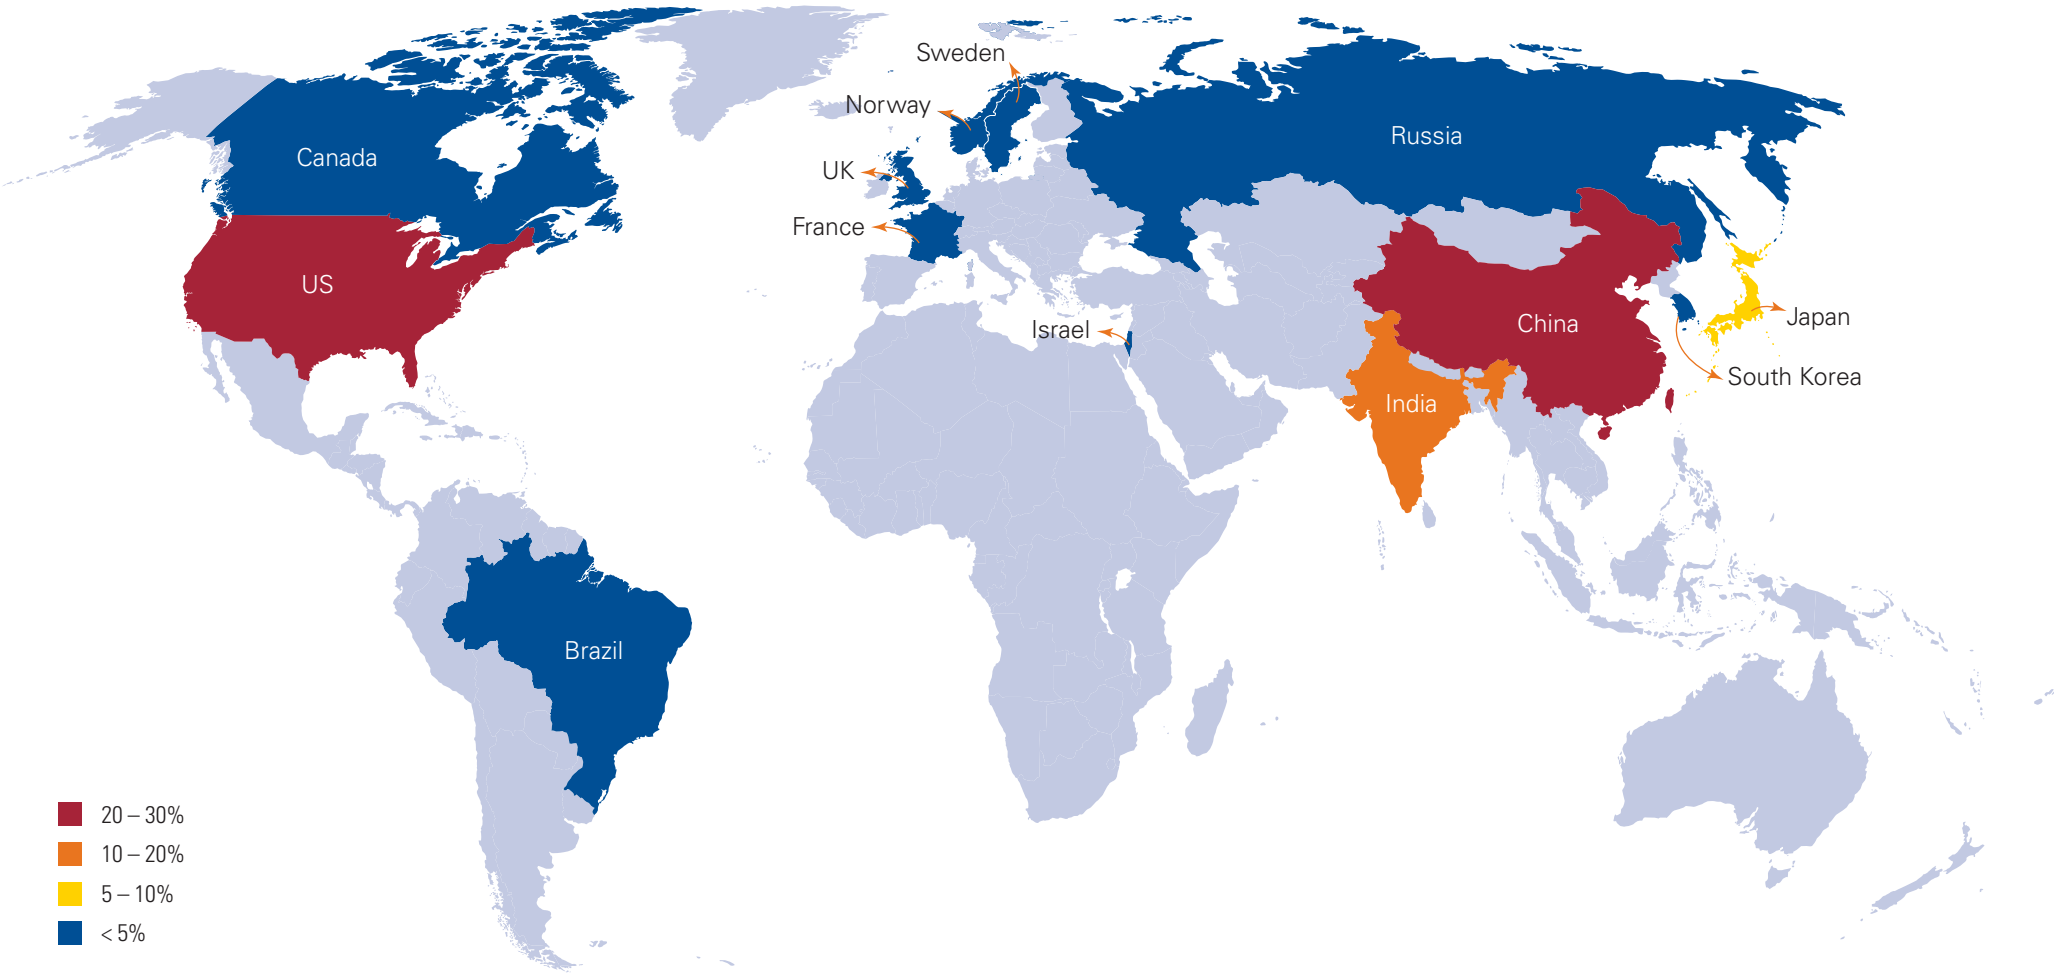 Sweden
Norway
Russia
Canada
UK
France
US
Israel
China
Japan
South Korea
India
Brazil
20 – 30%
10 – 20%
5 – 10%
< 5%